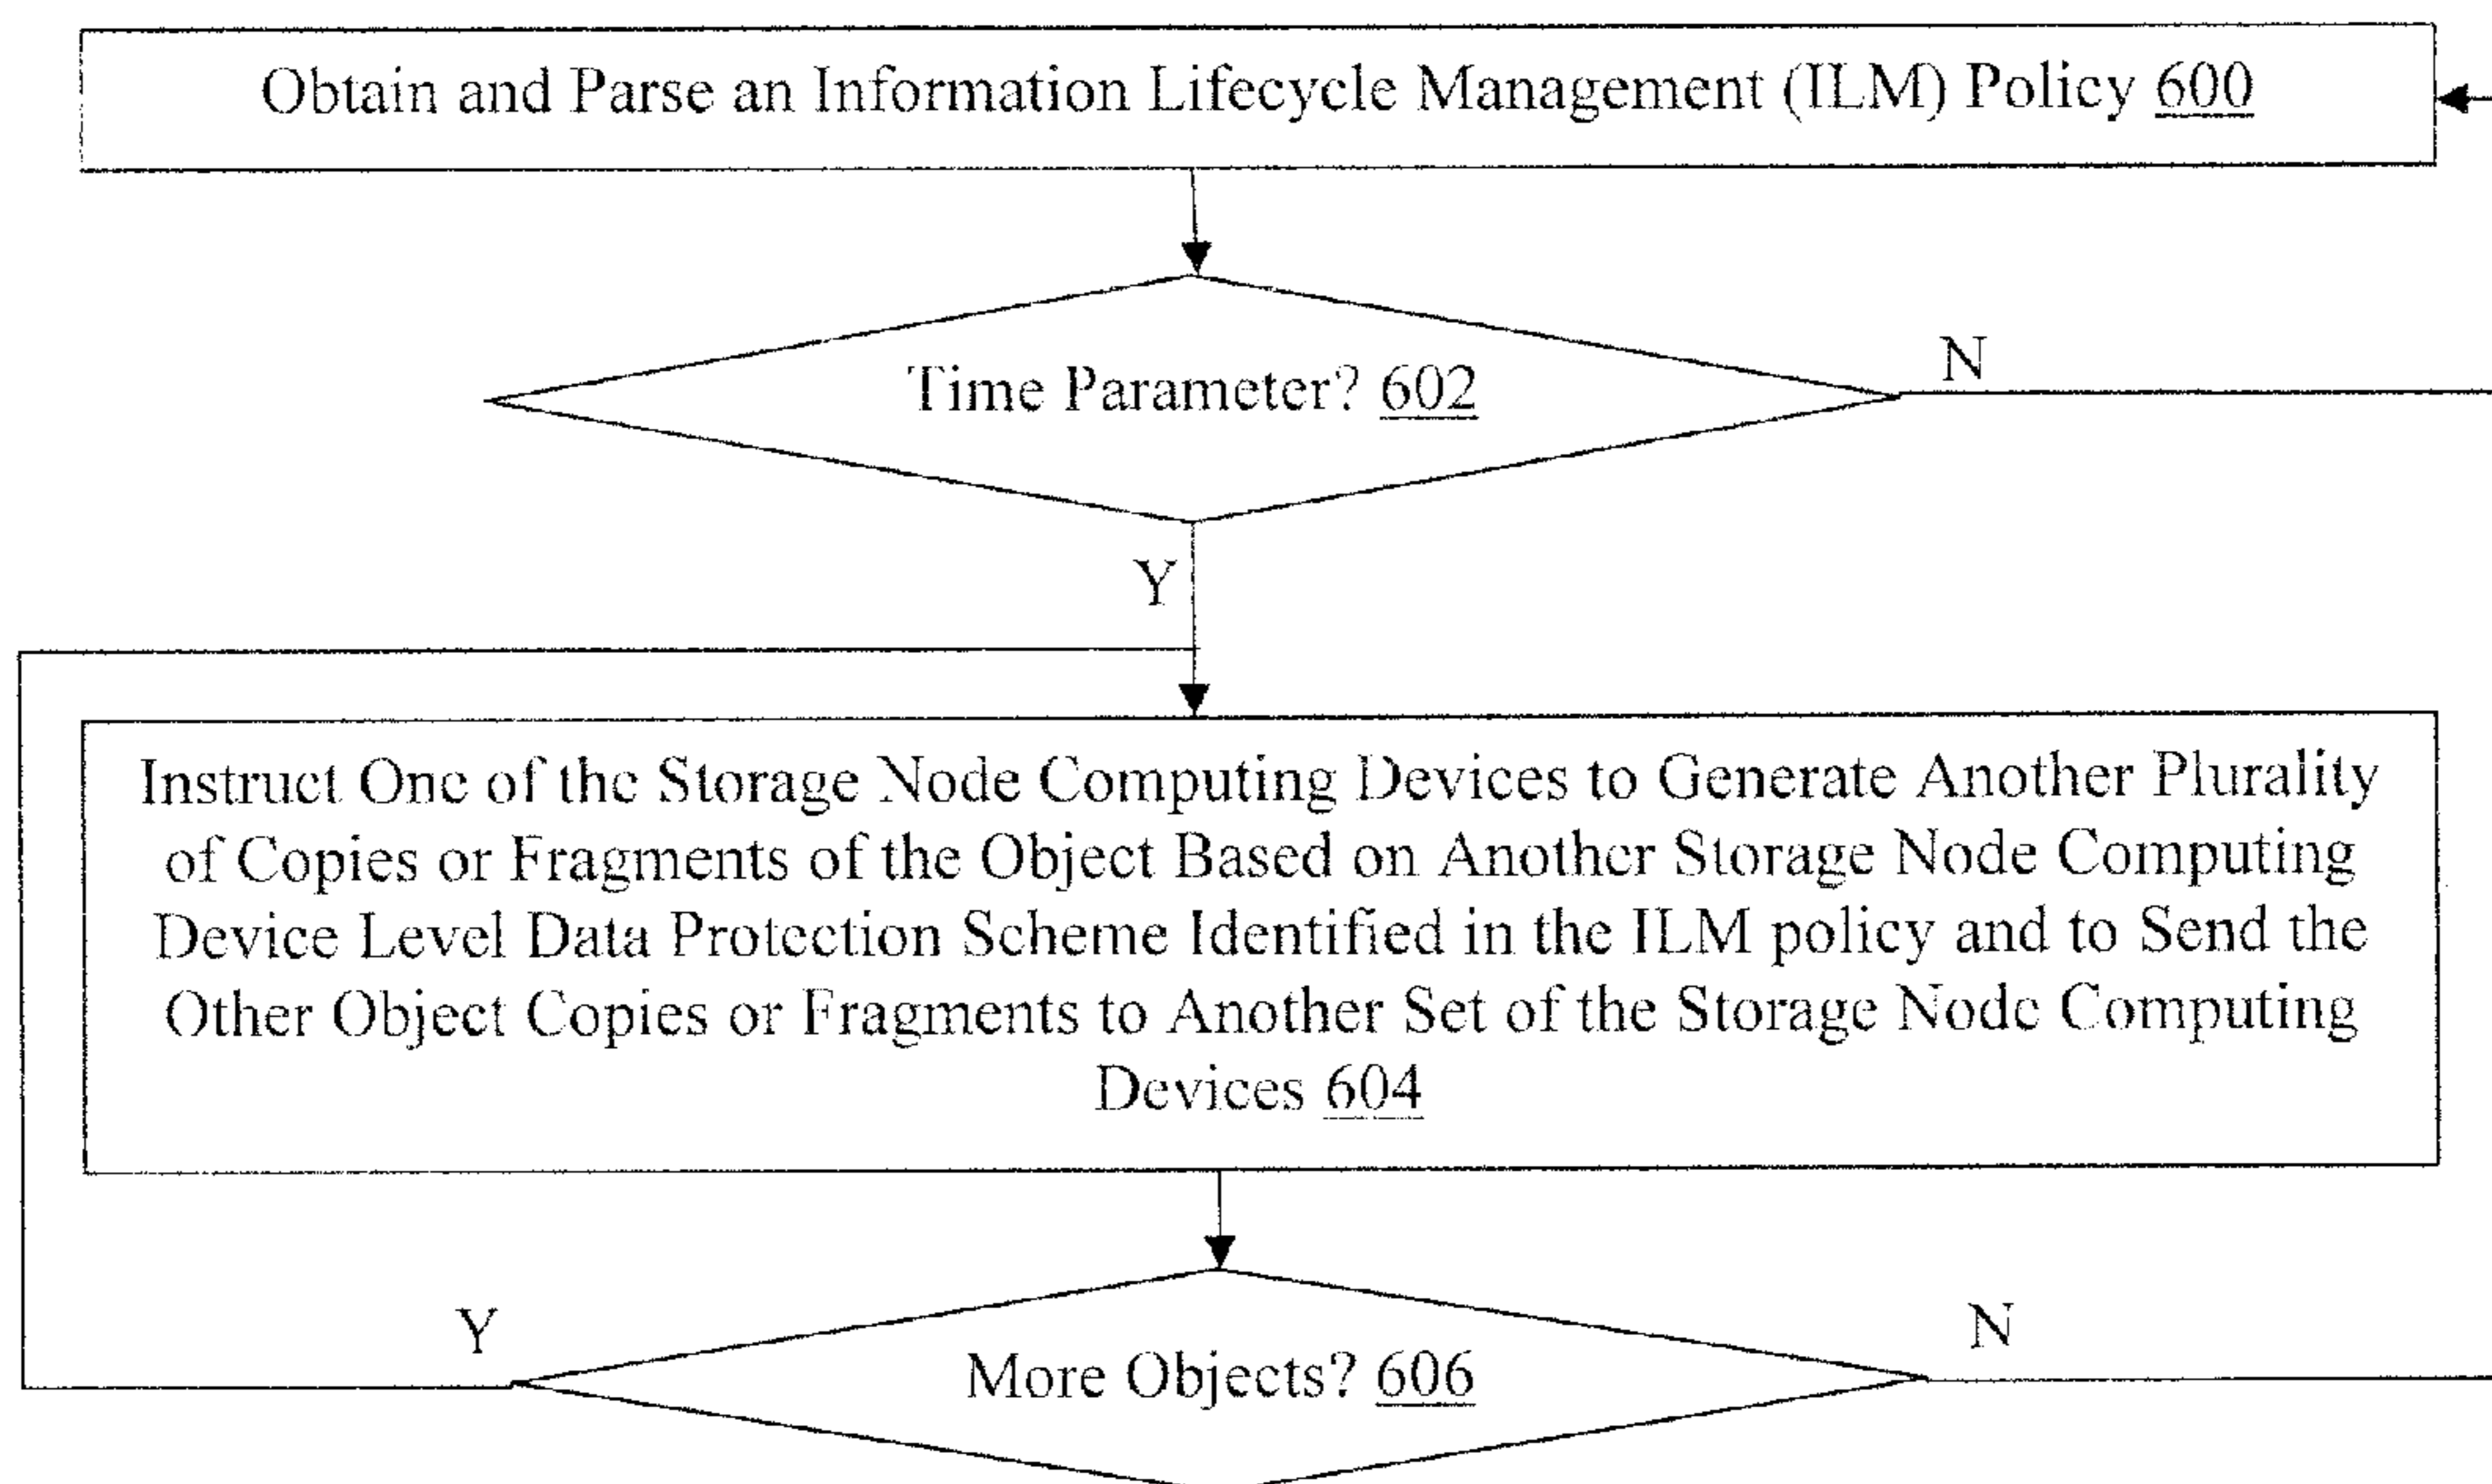 Obtain and Parse an Information Lifecycle Management (ILM) Policy 600
Time Parameter? 602
N
Y
Instruct One of the Storage Node Computing Devices to Generate Another Plurality
of Copies or Fragments of the Object Based on Another Storage Node Computing
Device Level Data Protection Scheme Identified in the ILM policy and to Send the
Other Object Copies or Fragments to Another Set of the Storage Node Computing
Devices 604
Y
N
More Objects? 606